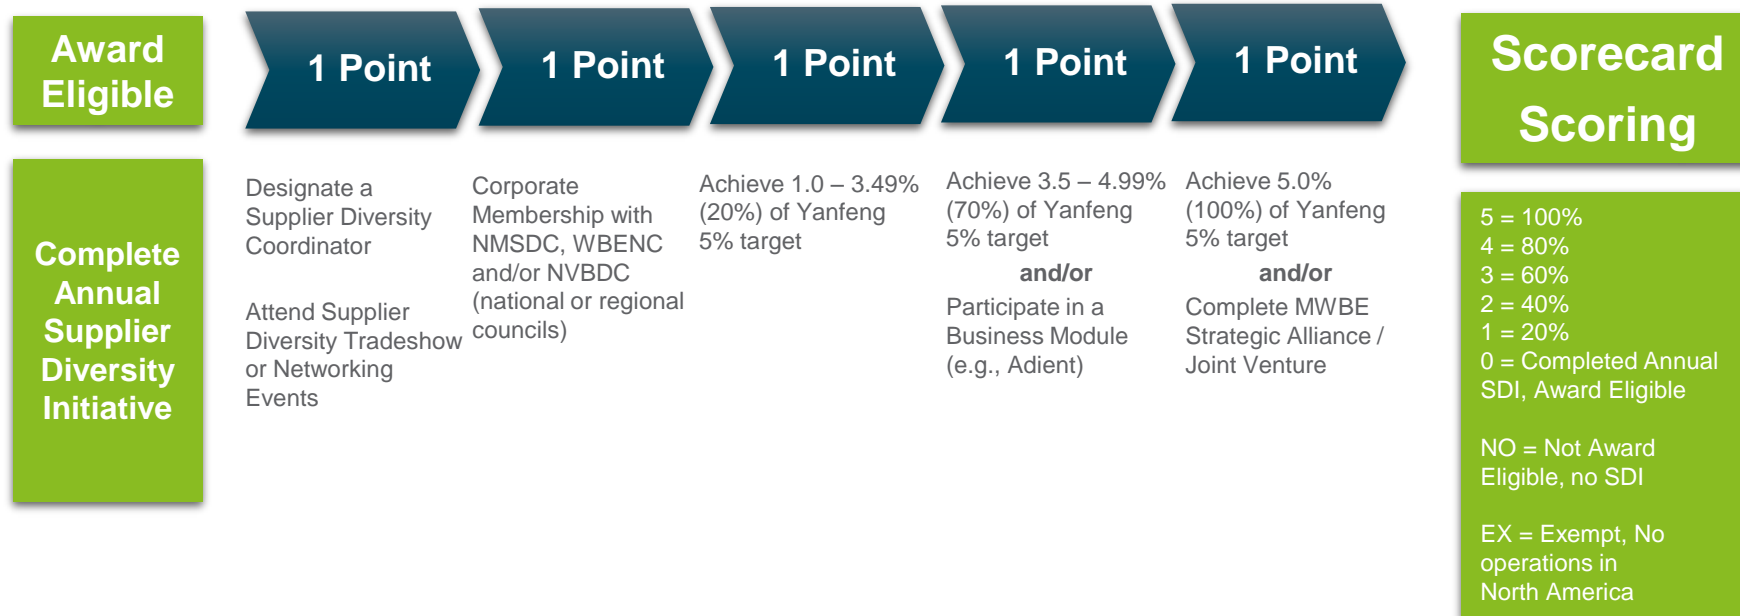 Award
Eligible
1 Point
1 Point
1 Point
1 Point
1 Point
Scorecard
Scoring
Complete
Annual
Supplier
Diversity
Initiative
Designate a
Supplier Diversity
Coordinator
Attend Supplier
Diversity Tradeshow
or Networking
Events
Corporate
Membership with
NMSDC, WBENC
and/or NVBDC
(national or regional
councils)
Achieve 1.0 – 3.49%
(20%) of Yanfeng
5% target
Achieve 3.5 – 4.99%
(70%) of Yanfeng
5% target
and/or
Participate in a
Business Module
(e.g., Adient)
Achieve 5.0%
(100%) of Yanfeng
5% target
and/or
Complete MWBE
Strategic Alliance /
Joint Venture
5 = 100%
4 = 80%
3 = 60%
2 = 40%
1 = 20%
0 = Completed Annual
SDI, Award Eligible
NO = Not Award
Eligible, no SDI
EX = Exempt, No
operations in
North America